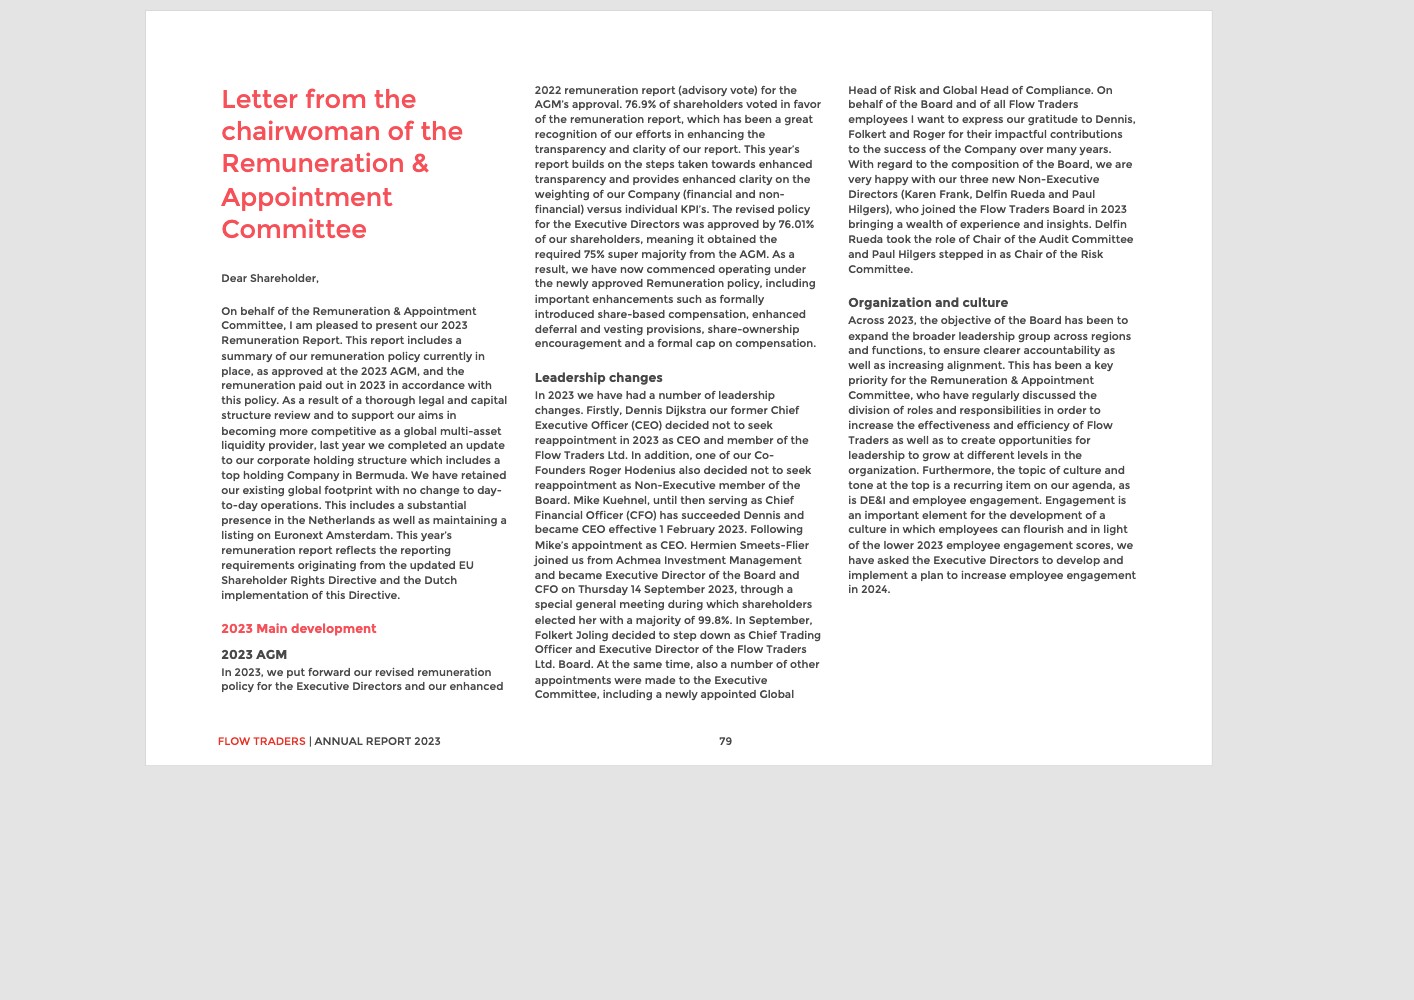 Letter from the
chairwoman of the
Remuneration &
Appointment
Committee
Dear Shareholder,
On behalf of the Remuneration & Appointment
Committee, I am pleased to present our 2023
Remuneration Report. This report includes a
summary of our remuneration policy currently in
place, as approved at the 2023 AGM, and the
remuneration paid out in 2023 in accordance with
this policy. As a result of a thorough legal and capital
structure review and to support our aims in
becoming more competitive as a global multi-asset
liquidity provider, last year we completed an update
to our corporate holding structure which includes a
top holding Company in Bermuda. We have retained
our existing global footprint with no change to day-
to-day operations. This includes a substantial
presence in the Netherlands as well as maintaining a
listing on Euronext Amsterdam. This year's
remuneration report reflects the reporting
requirements originating from the updated EU
Shareholder Rights Directive and the Dutch
implementation of this Directive.
2023 Main development
2023 AGM
In 2023, we put forward our revised remuneration
policy for the Executive Directors and our enhanced
2022 remuneration report (advisory vote) for the
AGM's approval. 76.9% of shareholders voted in favor
of the remuneration report, which has been a great
recognition of our efforts in enhancing the
transparency and clarity of our report. This year's
report builds on the steps taken towards enhanced
transparency and provides enhanced clarity on the
weighting of our Company (financial and non-
financial) versus individual KPI's. The revised policy
for the Executive Directors was approved by 76.01%
of our shareholders, meaning it obtained the
required 75% super majority from the AGM. As a
result, we have now commenced operating under
the newly approved Remuneration policy, including
important enhancements such as formally
introduced share-based compensation, enhanced
deferral and vesting provisions, share-ownership
encouragement and a formal cap on compensation.
Leadership changes
In 2023 we have had a number of leadership
changes. Firstly, Dennis Dijkstra our former Chief
Executive Officer (CEO) decided not to seek
reappointment in 2023 as CEO and member of the
Flow Traders Ltd. In addition, one of our Co-
Founders Roger Hodenius also decided not to seek
reappointment as Non-Executive member of the
Board. Mike Kuehnel, until then serving as Chief
Financial Officer (CFO) has succeeded Dennis and
became CEO effective 1 February 2023. Following
Mike's appointment as CEO. Hermien Smeets-Flier
joined us from Achmea Investment Management
and became Executive Director of the Board and
CFO on Thursday 14 September 2023, through a
special general meeting during which shareholders
elected her with a majority of 99.8%. In September,
Folkert Joling decided to step down as Chief Trading
Officer and Executive Director of the Flow Traders
Ltd. Board. At the same time, also a number of other
appointments were made to the Executive
Committee, including a newly appointed Global
Head of Risk and Global Head of Compliance. On
behalf of the Board and of all Flow Traders
employees I want to express our gratitude to Dennis,
Folkert and Roger for their impactful contributions
to the success of the Company over many years.
With regard to the composition of the Board, we are
very happy with our three new Non-Executive
Directors (Karen Frank, Delfin Rueda and Paul
Hilgers), who joined the Flow Traders Board in 2023
bringing a wealth of experience and insights. Delfin
Rueda took the role of Chair of the Audit Committee
and Paul Hilgers stepped in as Chair of the Risk
Committee.
Organization and culture
Across 2023, the objective of the Board has been to
expand the broader leadership group across regions
and functions, to ensure clearer accountability as
well as increasing alignment. This has been a key
priority for the Remuneration & Appointment
Committee, who have regularly discussed the
division of roles and responsibilities in order to
increase the effectiveness and efficiency of Flow
Traders as well as to create opportunities for
leadership to grow at different levels in the
organization. Furthermore, the topic of culture and
tone at the top is a recurring item on our agenda, as
is DE&I and employee engagement. Engagement is
an important element for the development of a
culture in which employees can flourish and in light
of the lower 2023 employee engagement scores, we
have asked the Executive Directors to develop and
implement a plan to increase employee engagement
in 2024.
FLOW TRADERS | ANNUAL REPORT 2023
79